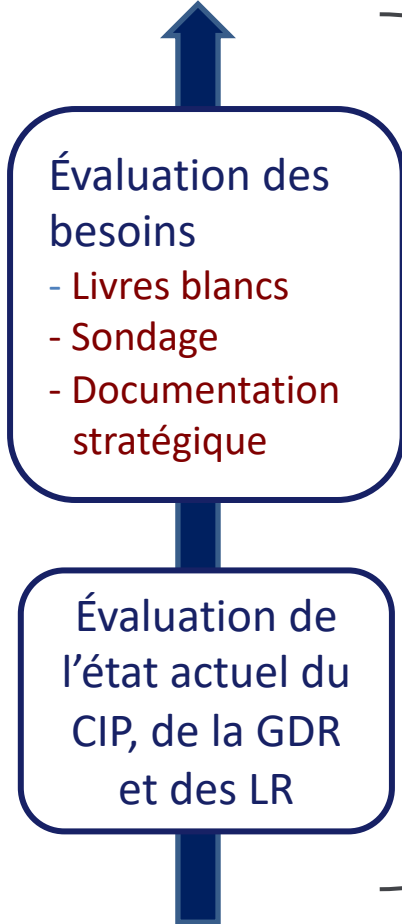 Évaluation des
besoins
- Livres blancs
- Sondage
- Documentation
stratégique
Évaluation de
l’état actuel du
CIP, de la GDR
et des LR